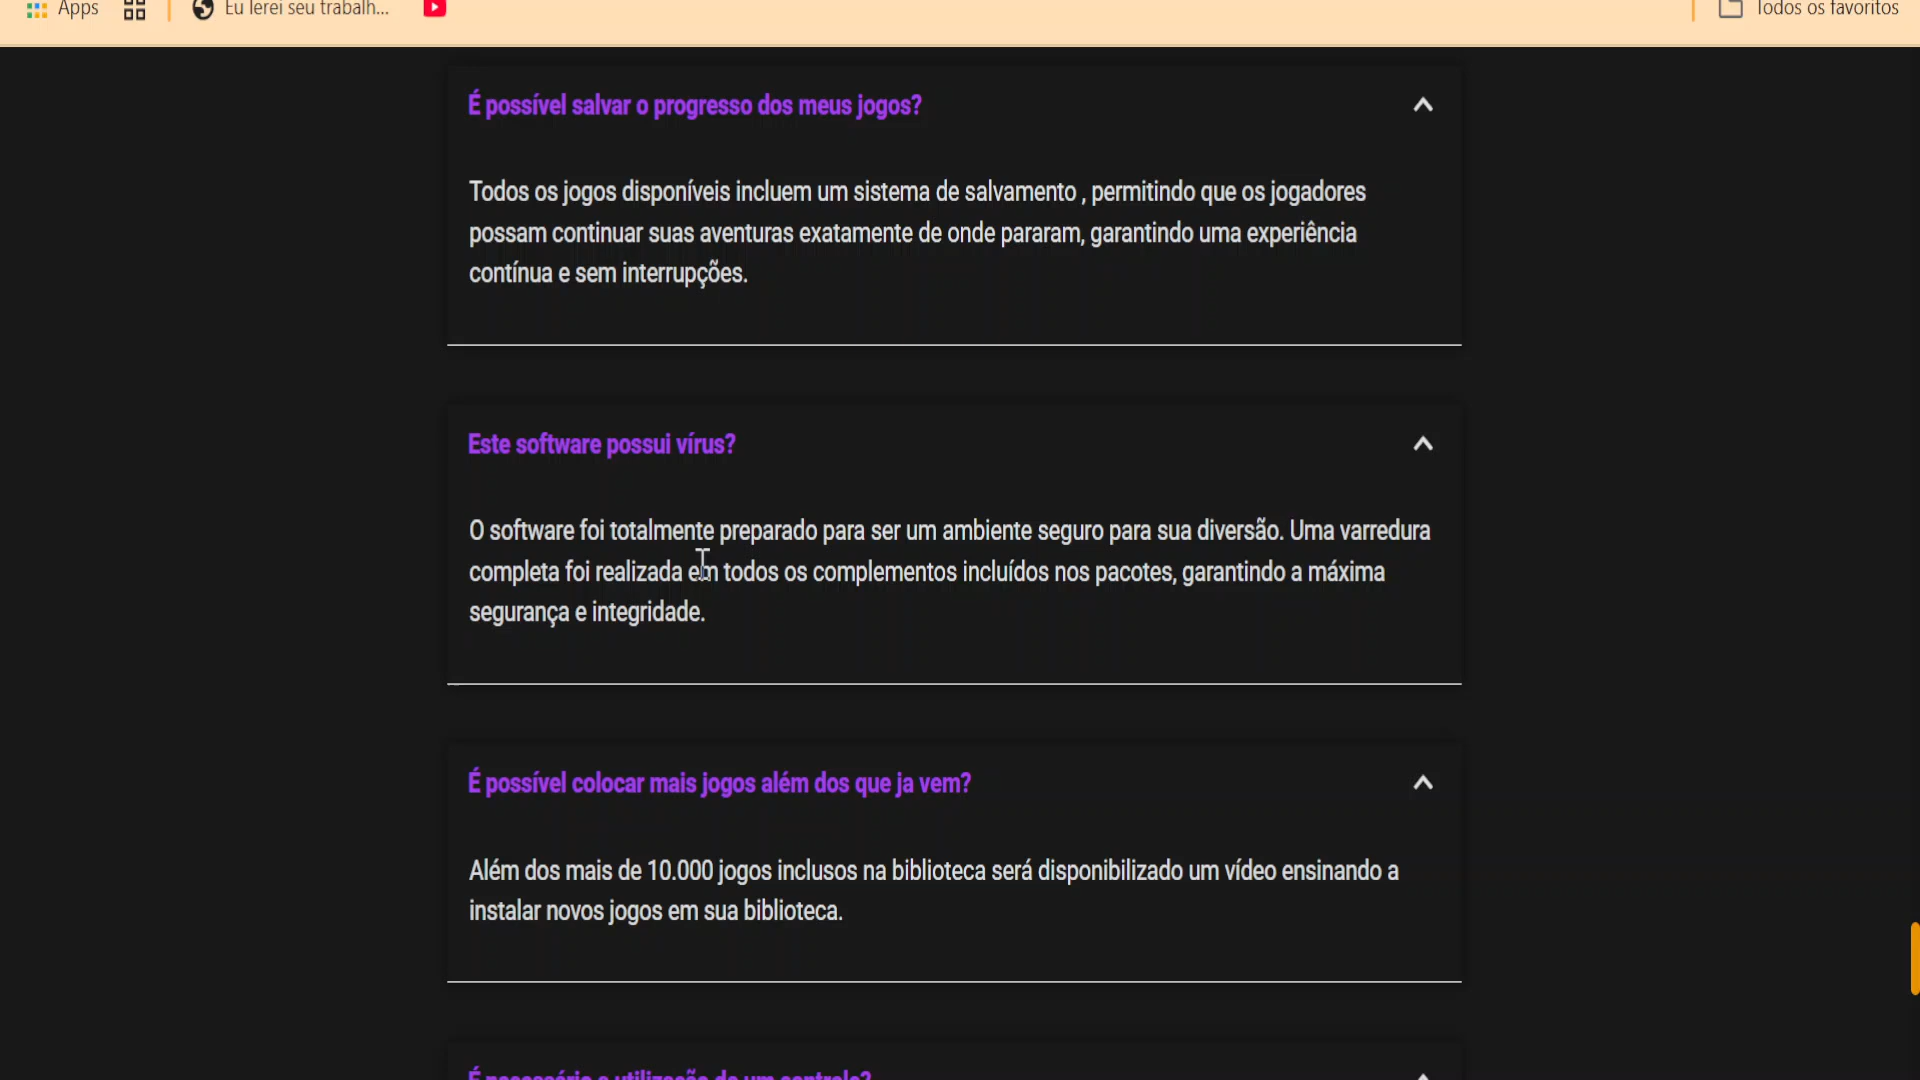 Apps
Eu lerei seu trabalh...
Todos os favoritos
É possível salvar o progresso dos meus jogos?
Todos os jogos disponíveis incluem um sistema de salvamento , permitindo que os jogadores
possam continuar suas aventuras exatamente de onde pararam, garantindo uma experiência
contínua e sem interrupções.
Este software possui vírus?
O software foi totalmente preparado para ser um ambiente seguro para sua diversão. Uma varredura
completa foi realizada em todos os complementos incluídos nos pacotes, garantindo a máxima
segurança e integridade.
É possível colocar mais jogos além dos que ja vem?
Além dos mais de 10.000 jogos inclusos na biblioteca será disponibilizado um vídeo ensinando a
instalar novos jogos em sua biblioteca.
É necessário a utilização de um controle?